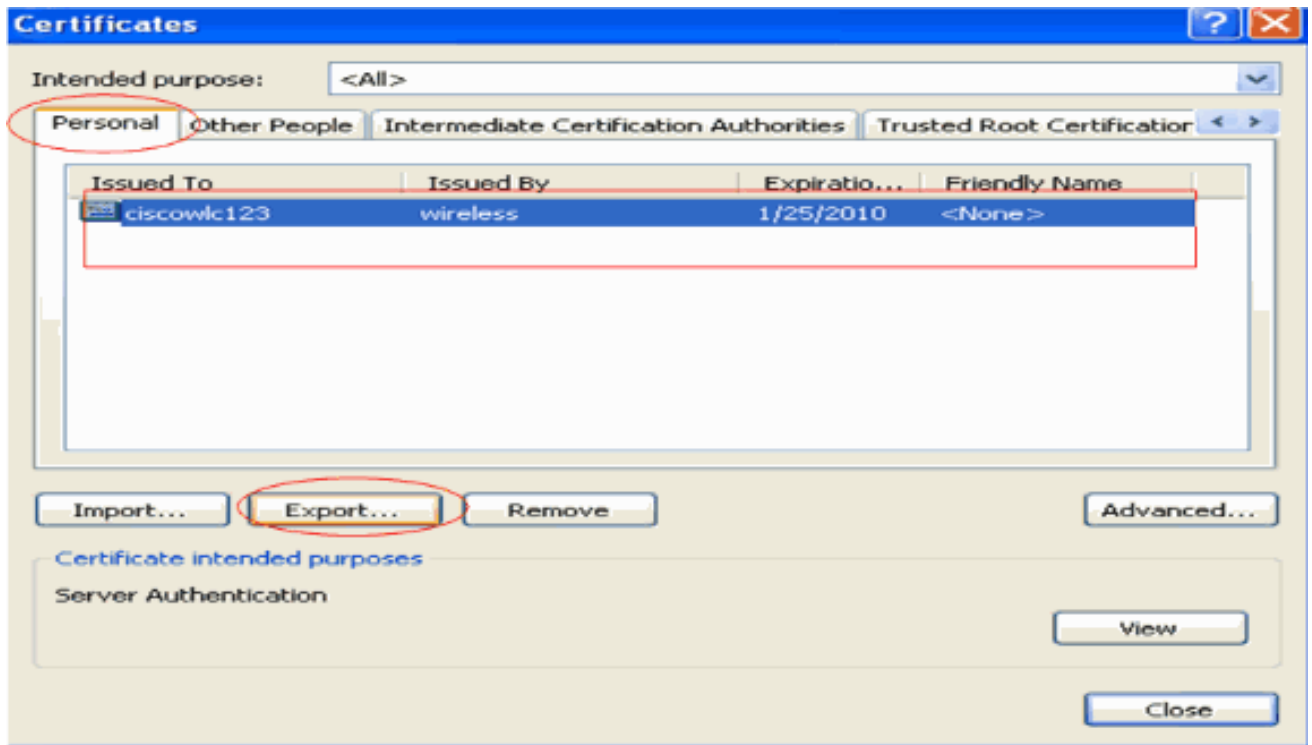 Certificates
Intended purpose: <All>
Personal Other People Intermediate Certification Authorities Trusted Root Certification
Issued To Issued By Expiratio... Friendly Name
ciscowlc123 wireless 1/25/2010 <None>
Import... Export... Remove Advanced...
Certificate intended purposes
Server Authentication
View
Close